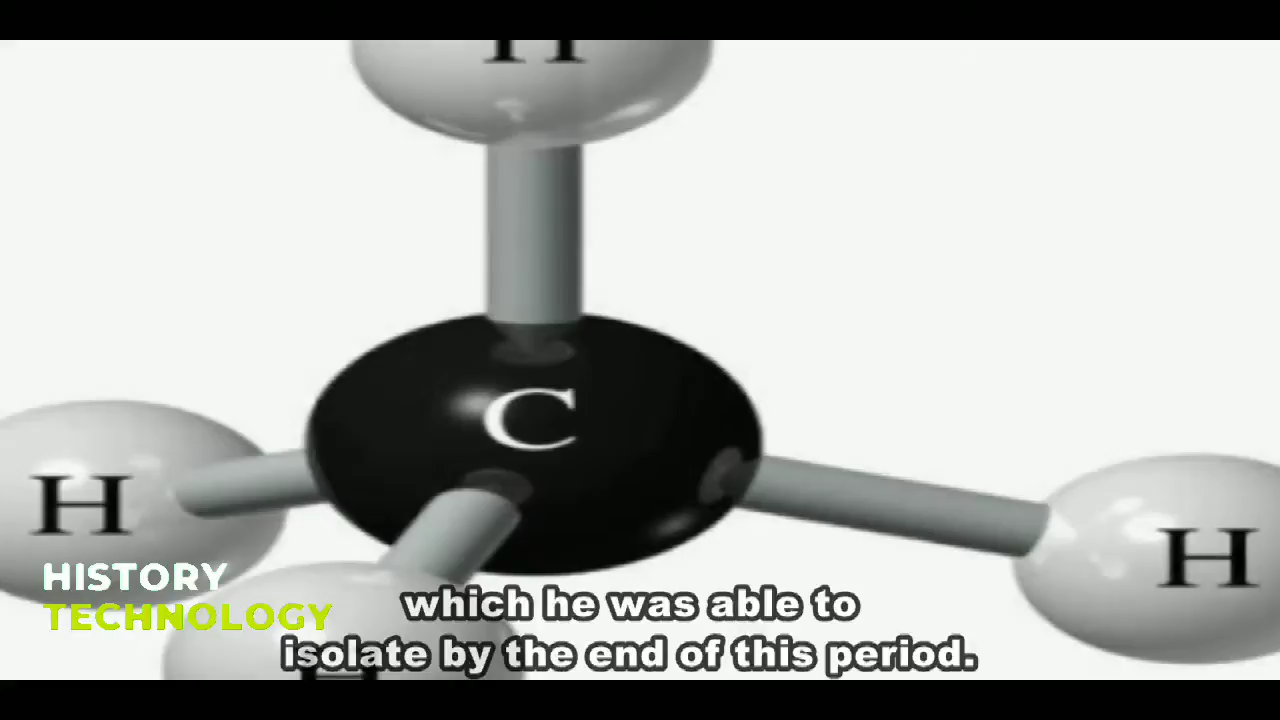 H
C
H
H
HISTORY
TECHNOLOGY
which he was able to
isolate by the end of this period.
H